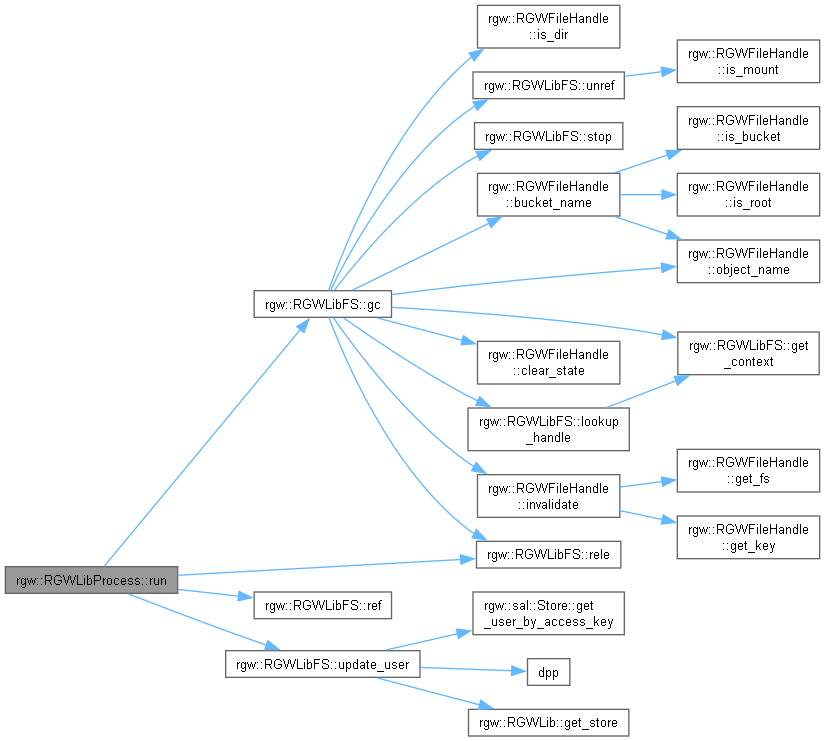 rgw::RGWFileHandle
::is_dir
rgw::RGWFileHandle
::is_mount
rgw::RGWLibFS::unref
rgw::RGWFileHandle
::is_bucket
rgw::RGWLibFS::stop
rgw::RGWFileHandle
::bucket_name
rgw::RGWFileHandle
::is_root
rgw::RGWFileHandle
::object_name
rgw::RGWLibFS::gc
rgw::RGWLibFS::get
_context
rgw::RGWFileHandle
::clear_state
rgw::RGWLibFS::lookup
_handle
rgw::RGWFileHandle
::get_fs
rgw::RGWFileHandle
::invalidate
rgw::RGWFileHandle
::get_key
rgw::RGWLibFS::rele
rgw::RGWLibProcess::run
rgw::RGWLibFS::ref
rgw::sal::Store::get
_user_by_access_key
rgw::RGWLibFS::update_user
dpp
rgw::RGWLib::get_store